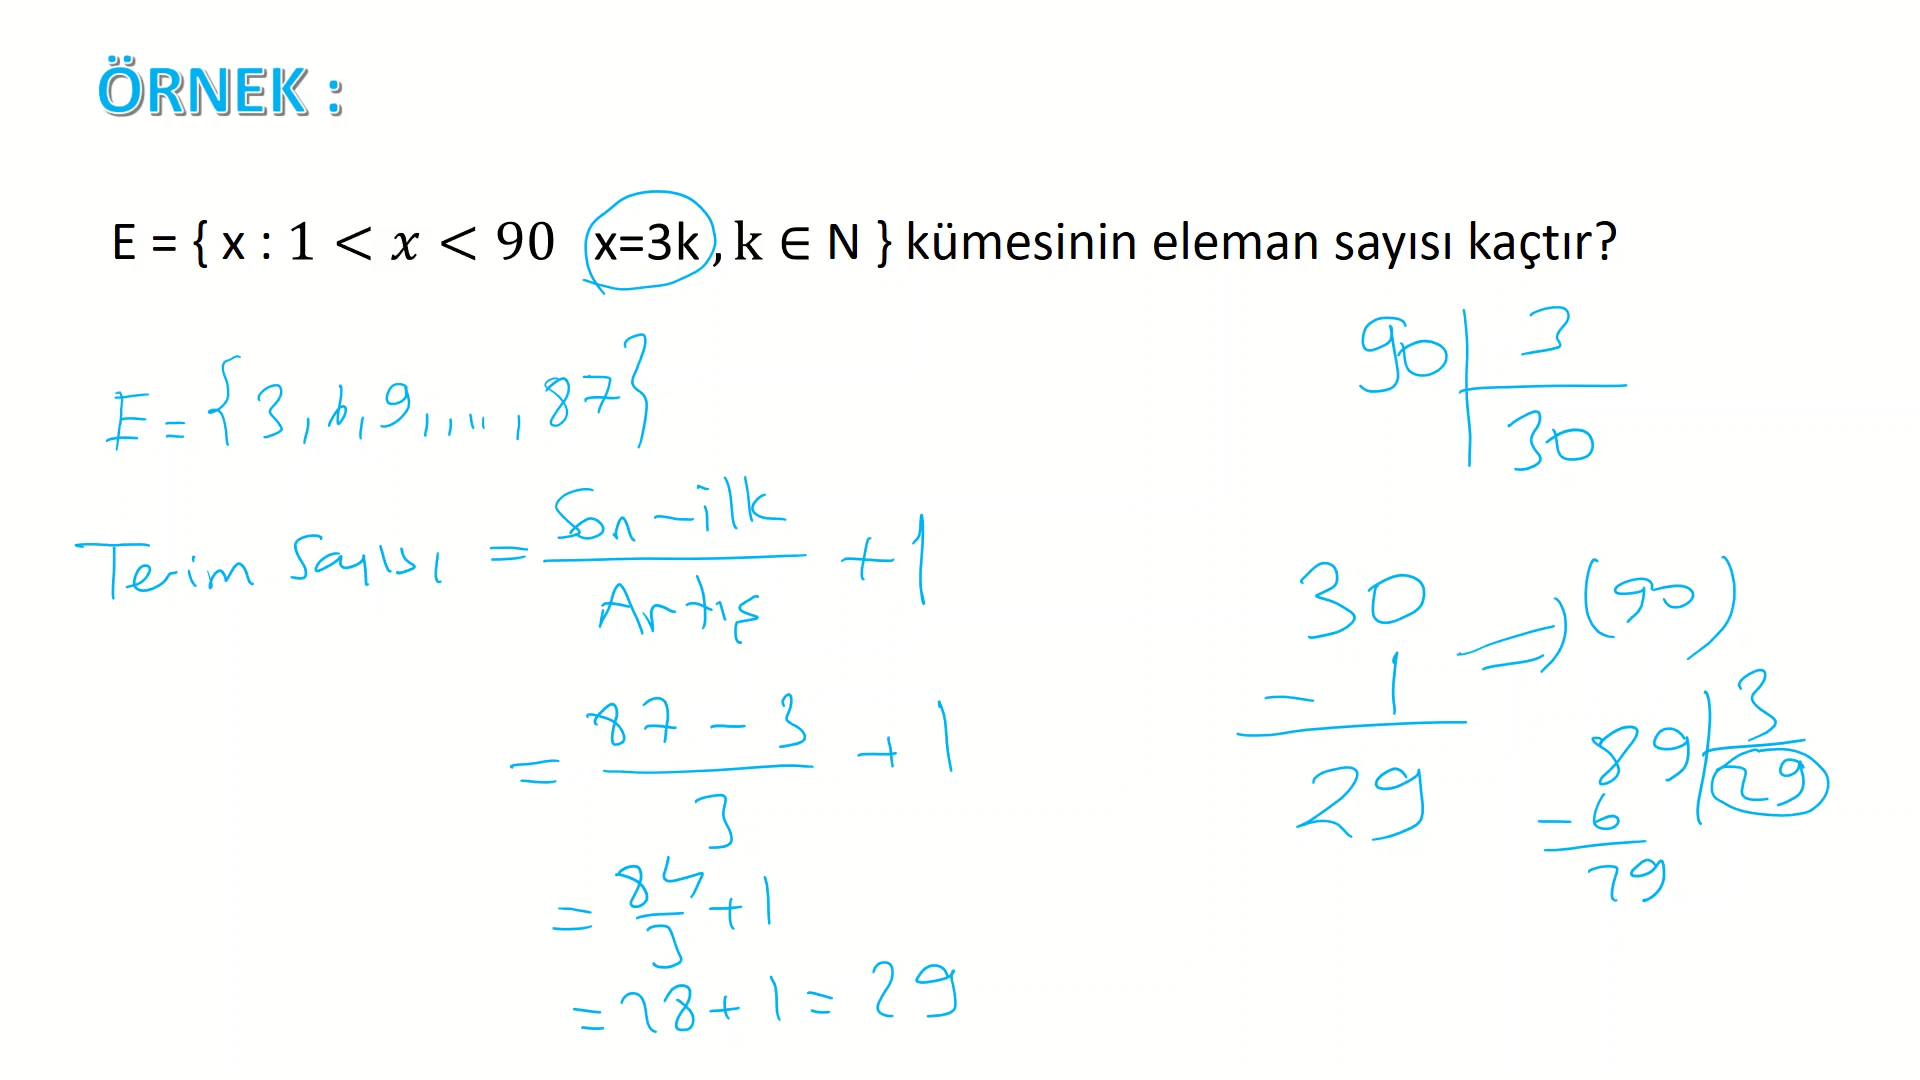 ÖRNEK :
E = { x : 1 < x < 90 x=3k , k ∈ N } kümesinin eleman sayısı kaçtır?
E = {3, 6, 9, ,..., 87}
Terim Sayısı = Son - ilk / Artış + 1
= 87 - 3 / 3 + 1
= 84 / 3 + 1
= 28 + 1 = 29
90 | 3
30
30
- 1
29
⇒ (90)
89 | 3
29
- 6
29